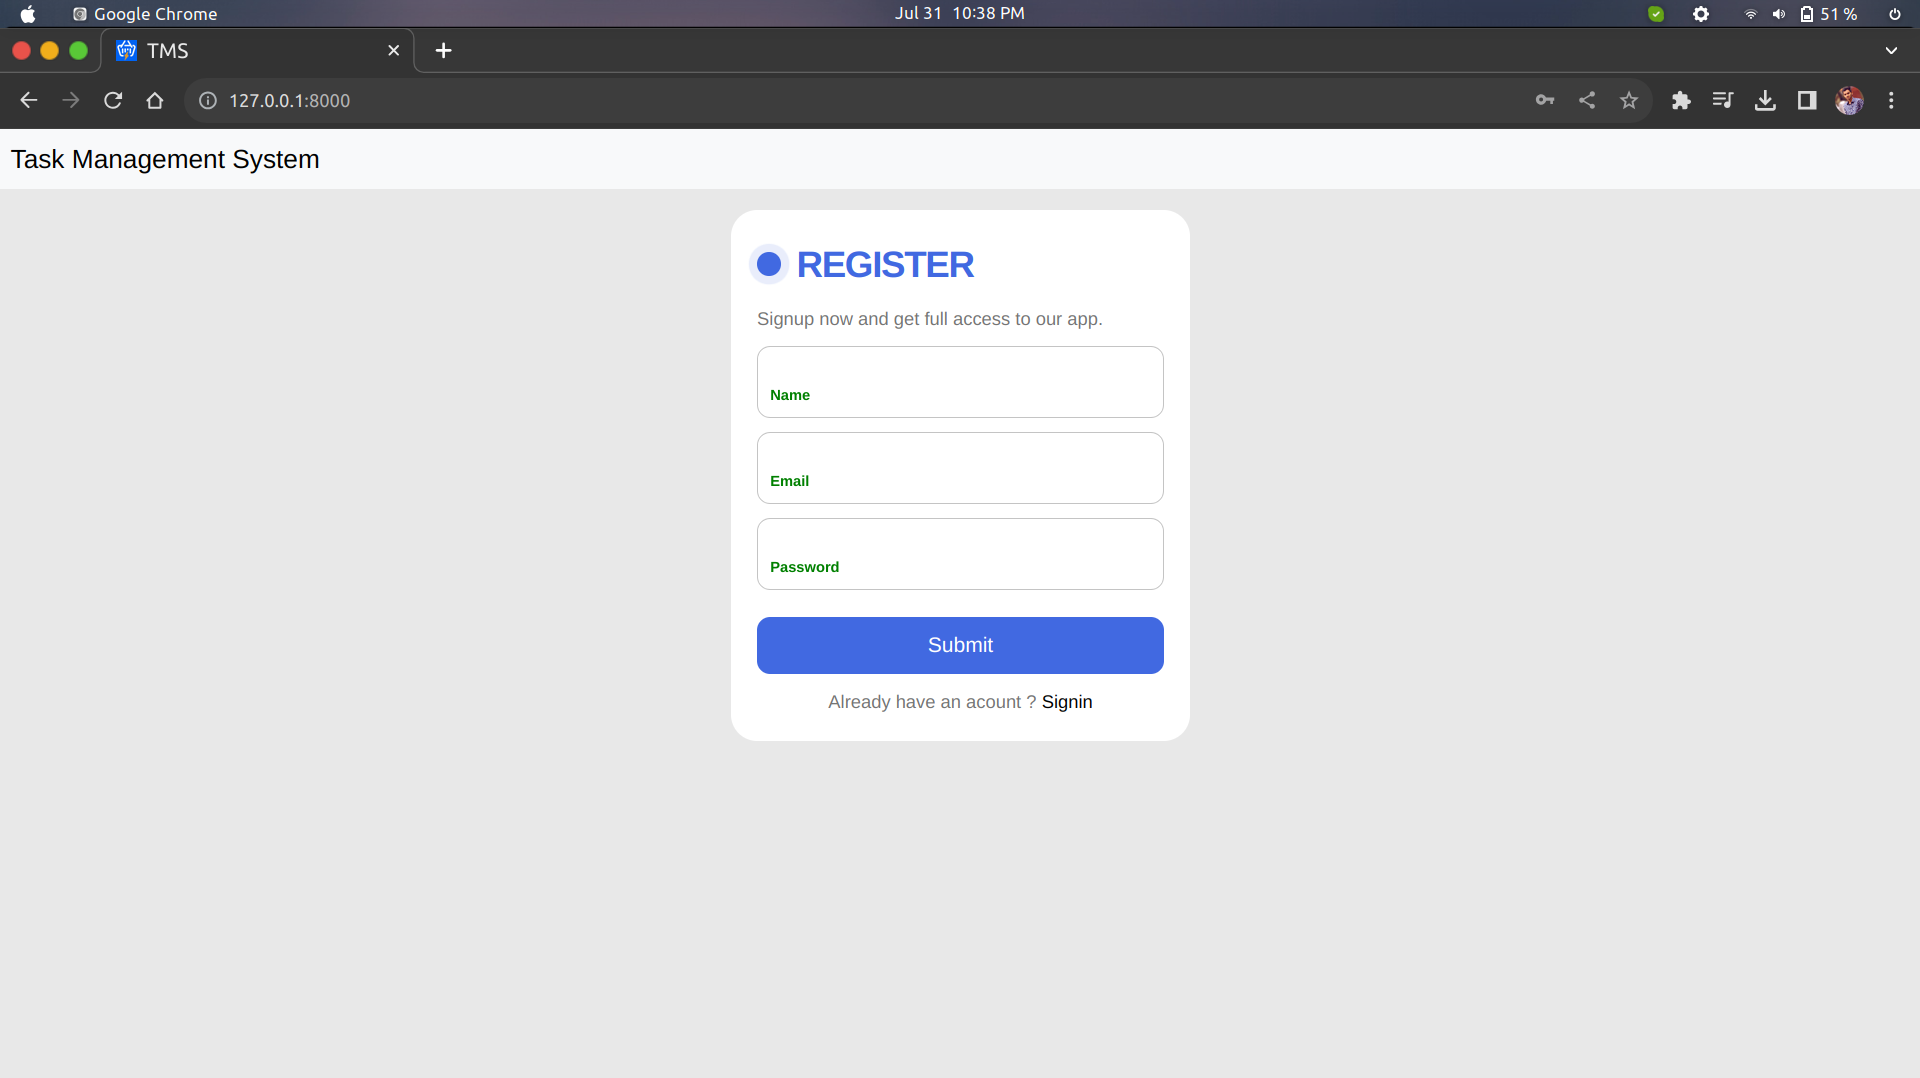 Google Chrome
Jul 31 10:38 PM
51 %
TMS
127.0.0.1:8000
Task Management System
REGISTER
Signup now and get full access to our app.
Name
Email
Password
Submit
Already have an acount ? Signin